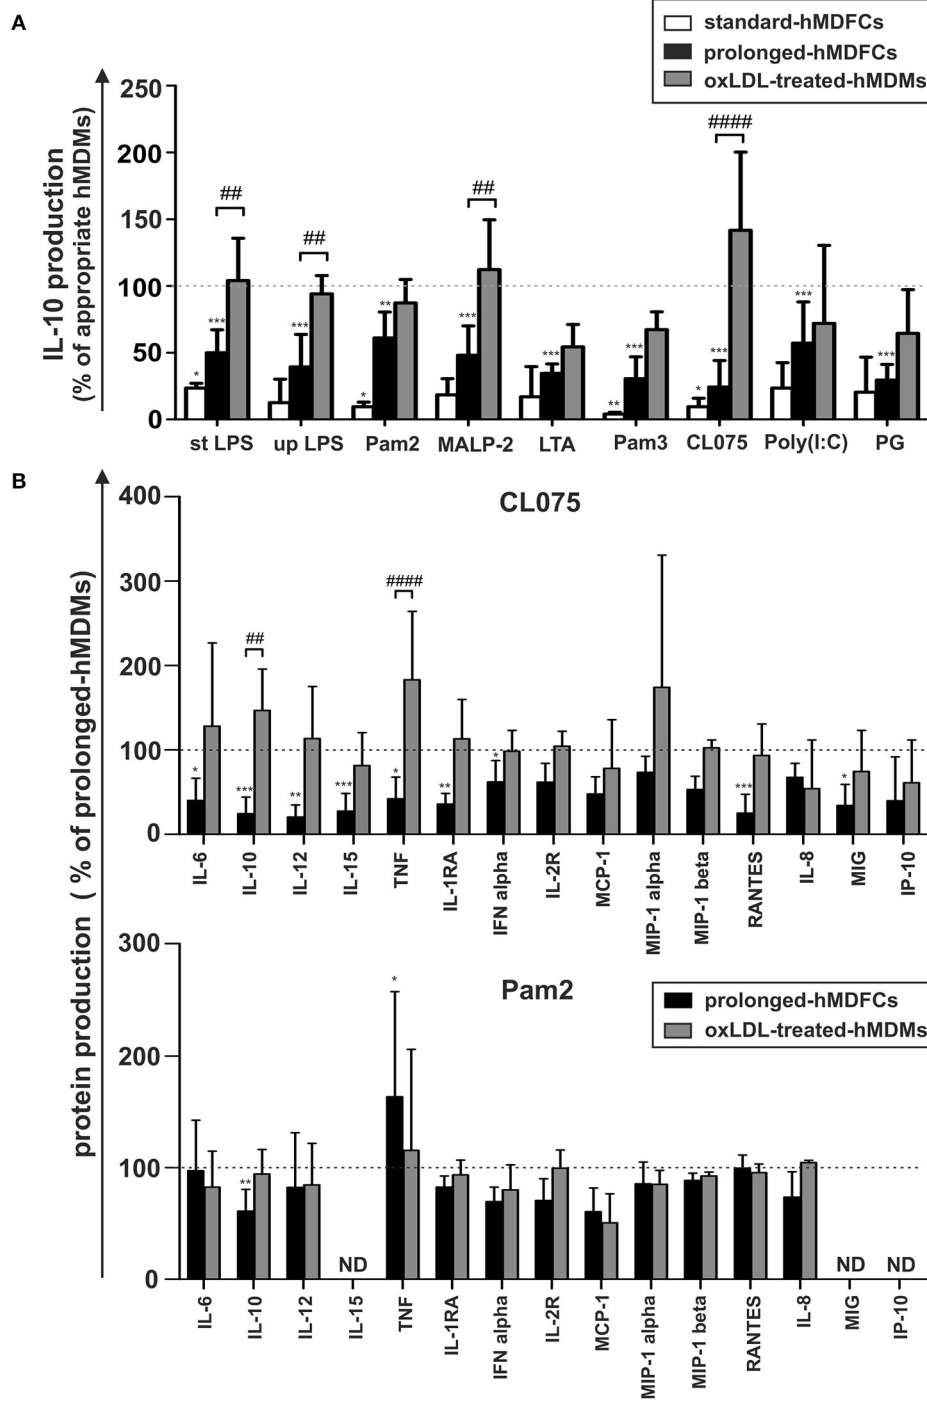 A
standard-hMDFCs
prolonged-hMDFCs
oxLDL-treated-hMDMs
IL-10 production
(% of appropriate hMDMs)
250
200
150
100
50
0
####
##
##
##
*
***
***
*
**
***
***
**
***
*
***
***
***
st LPS
up LPS
Pam2
MALP-2
LTA
Pam3
CL075
Poly(I:C)
PG
B
protein production ( % of prolonged-hMDMs)
CL075
400
300
200
100
0
####
##
*
***
**
***
*
**
*
***
*
IL-6
IL-10
IL-12
IL-15
TNF
IL-1RA
IFN alpha
IL-2R
MCP-1
MIP-1 alpha
MIP-1 beta
RANTES
IL-8
MIG
IP-10
Pam2
prolonged-hMDFCs
oxLDL-treated-hMDMs
300
200
100
0
**
*
ND
ND
ND
IL-6
IL-10
IL-12
IL-15
TNF
IL-1RA
IFN alpha
IL-2R
MCP-1
MIP-1 alpha
MIP-1 beta
RANTES
IL-8
MIG
IP-10